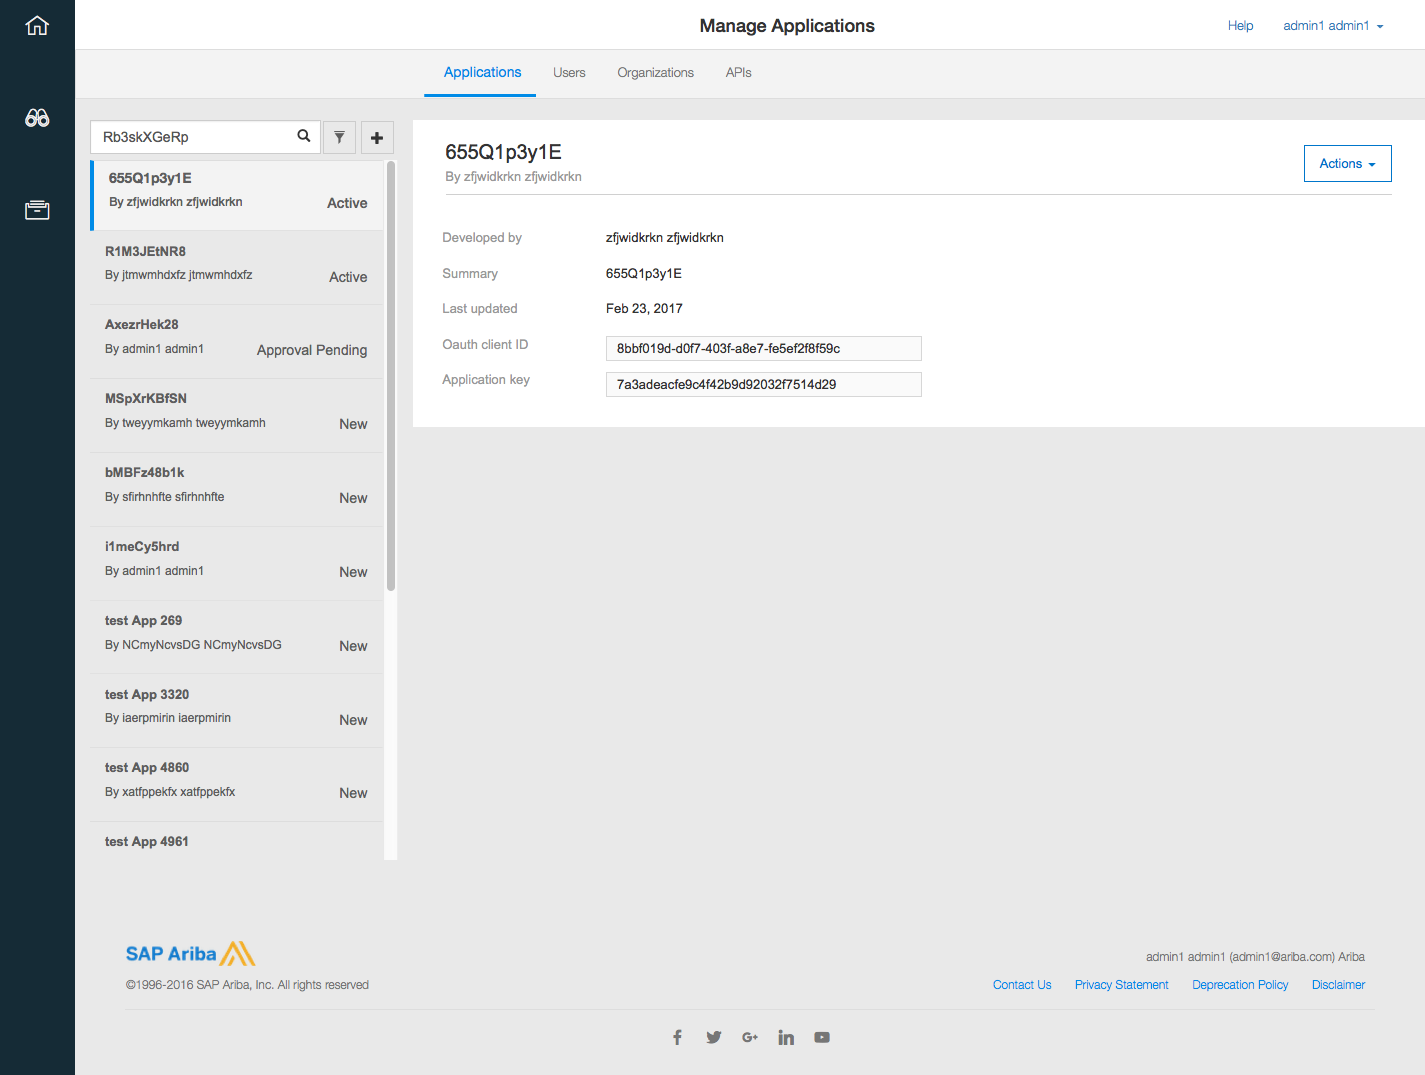 Manage Applications
Help
admin1 admin1
Applications
Users
Organizations
APIs
Rb3skXGeRp
655Q1p3y1E
By zfjwidkrkn zfjwidkrkn
Active
R1M3JEtNR8
By jtmwmhdxfz jtmwmhdxfz
Active
AxezrHek28
By admin1 admin1
Approval Pending
MSpXrKBfSN
By tweyymkamh tweyymkamh
New
bMBFz48b1k
By sfirhnhfte sfirhnhfte
New
i1meCy5hrd
By admin1 admin1
New
test App 269
By NCmyNcvsDG NCmyNcvsDG
New
test App 3320
By iaerpmirin iaerpmirin
New
test App 4860
By xatfppekfx xatfppekfx
New
test App 4961
655Q1p3y1E
By zfjwidkrkn zfjwidkrkn
Actions
Developed by
zfjwidkrkn zfjwidkrkn
Summary
655Q1p3y1E
Last updated
Feb 23, 2017
Oauth client ID
8bbf019d-d0f7-403f-a8e7-fe5ef2f8f59c
Application key
7a3adeacfe9c4f42b9d92032f7514d29
SAP Ariba
©1996-2016 SAP Ariba, Inc. All rights reserved
admin1 admin1 (admin1@ariba.com) Ariba
Contact Us
Privacy Statement
Deprecation Policy
Disclaimer